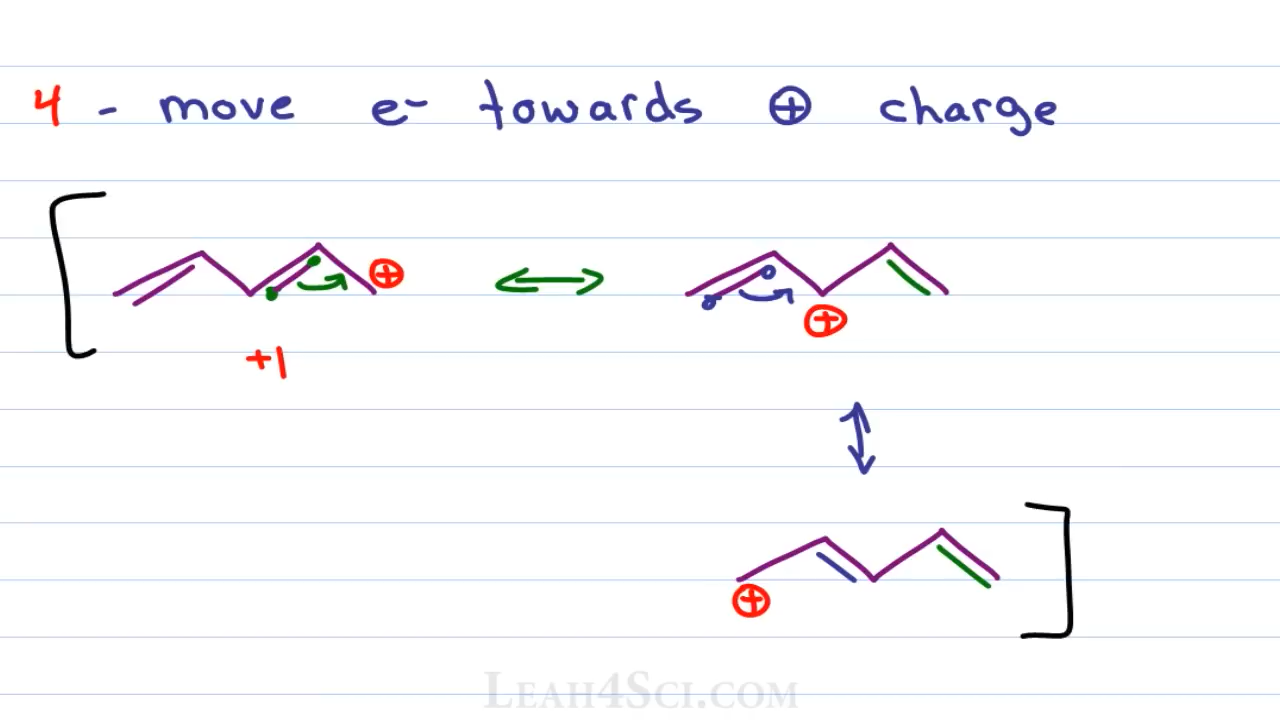 4 - move e- towards ⊕ charge
⊕
+1
⊕
⊕
LEAH4SCI.COM